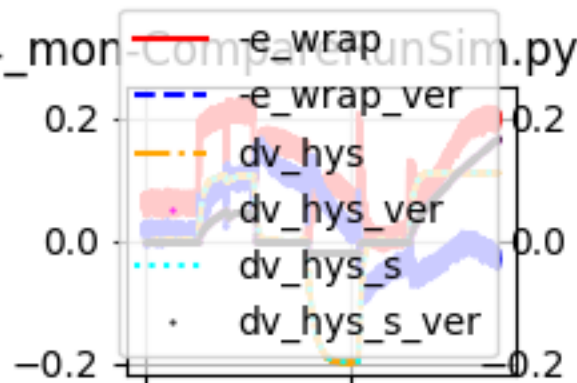 _mon-CompareRunSim.py
-e_wrap
-e_wrap_ver
0.2 0.2
dv_hys
dv_hys_ver
0.0 0.0
dv_hys_s
dv_hys_s_ver
−0.2 −0.2